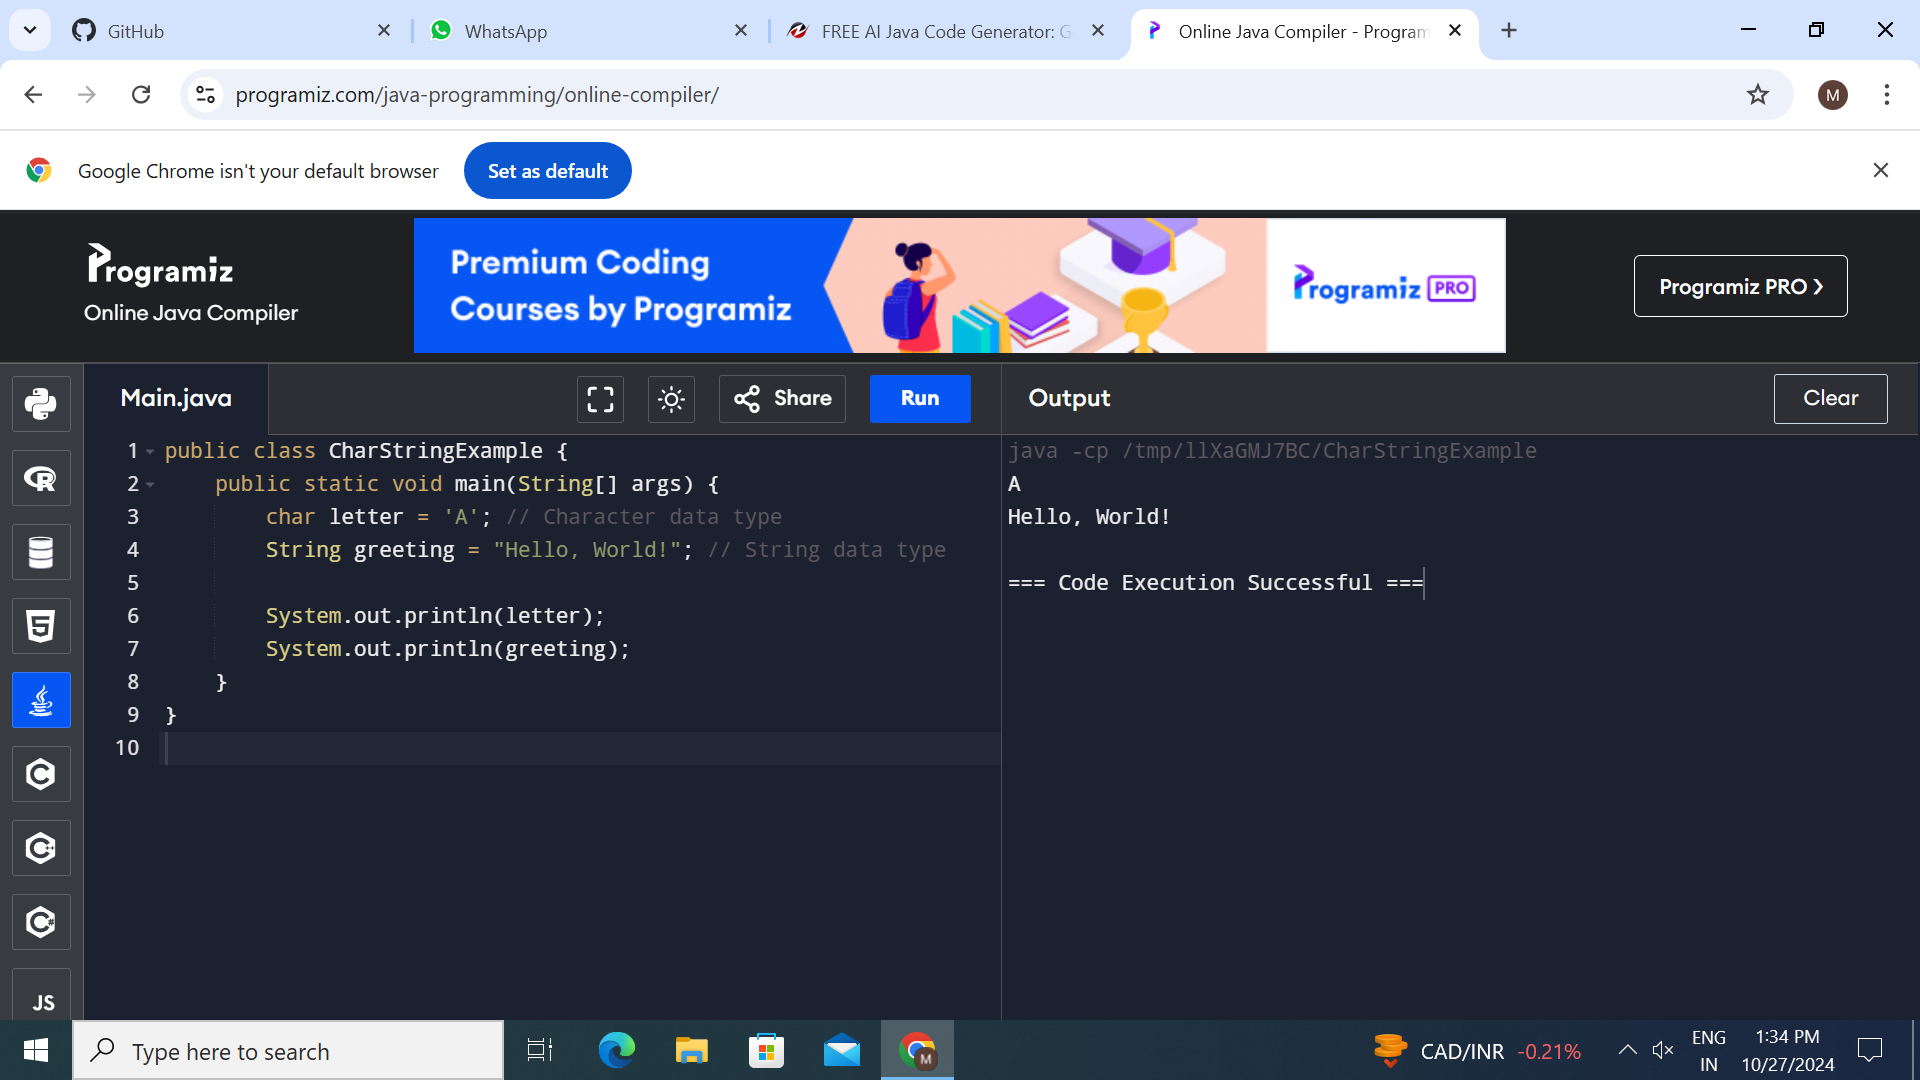 GitHub
WhatsApp
FREE AI Java Code Generator: G
Online Java Compiler - Program
programiz.com/java-programming/online-compiler/
M
Google Chrome isn't your default browser
Set as default
Programiz
Online Java Compiler
Premium Coding
Courses by Programiz
Programiz PRO
Programiz PRO ❯
Main.java
Share
Run
Output
Clear
1 public class CharStringExample {
2     public static void main(String[] args) {
3         char letter = 'A'; // Character data type
4         String greeting = "Hello, World!"; // String data type
5
6         System.out.println(letter);
7         System.out.println(greeting);
8     }
9 }
10
java -cp /tmp/llXaGMJ7BC/CharStringExample
A
Hello, World!
=== Code Execution Successful ===
R
5
C
C++
C#
JS
Type here to search
M
CAD/INR -0.21%
ENG
IN
1:34 PM
10/27/2024